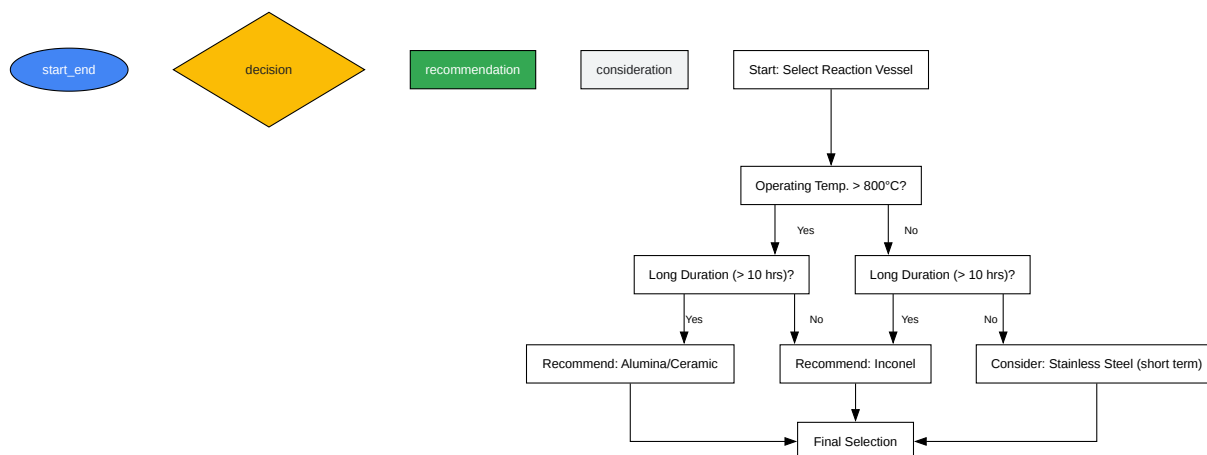 start_end
decision
recommendation
consideration
Start: Select Reaction Vessel
Operating Temp. > 800°C?
Yes
No
Long Duration (> 10 hrs)?
Long Duration (> 10 hrs)?
Yes
No
Yes
No
Recommend: Alumina/Ceramic
Recommend: Inconel
Consider: Stainless Steel (short term)
Final Selection